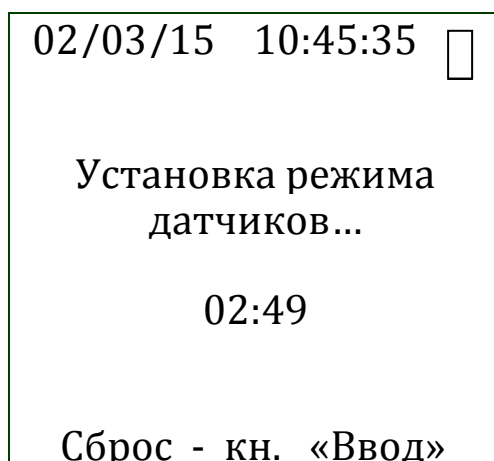 02/03/15 10:45:35
Установка режима
датчиков...
02:49
Сброс - кн. «Ввод»